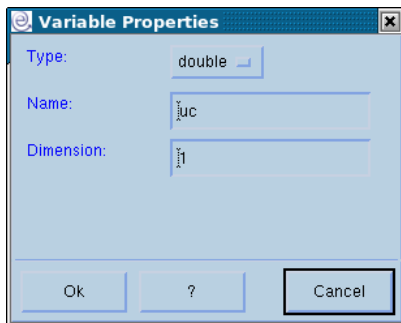 Variable Properties
Type: double
Name: uc
Dimension: 1
Ok ? Cancel